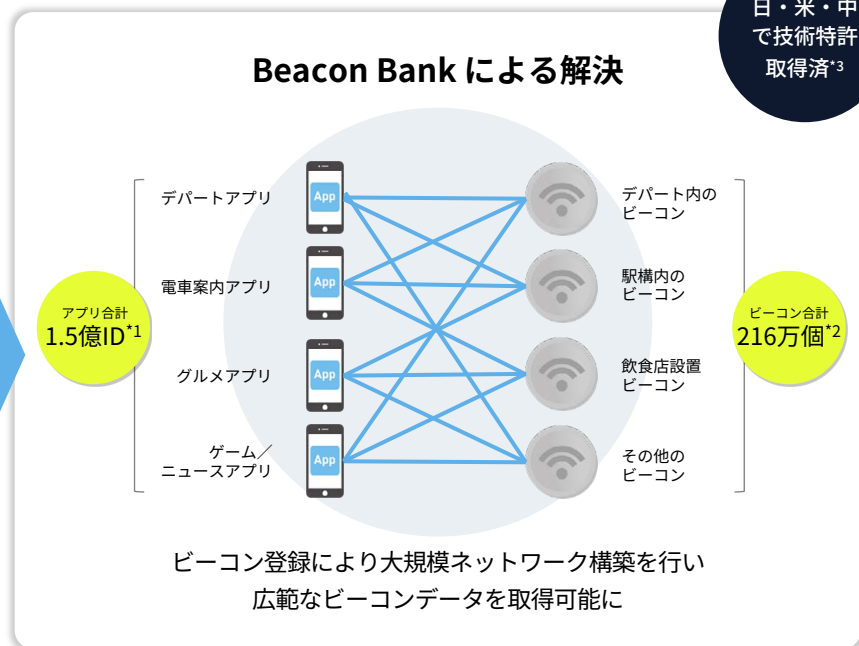 日・米・中
で技術特許
取得済*3
Beacon Bank による解決
デパートアプリ
App
デパート内の
ビーコン
電車案内アプリ
App
駅構内の
ビーコン
アプリ合計
1.5億ID*1
ビーコン合計
216万個*2
グルメアプリ
App
飲食店設置
ビーコン
ゲーム／
ニュースアプリ
App
その他の
ビーコン
ビーコン登録により大規模ネットワーク構築を行い
広範なビーコンデータを取得可能に